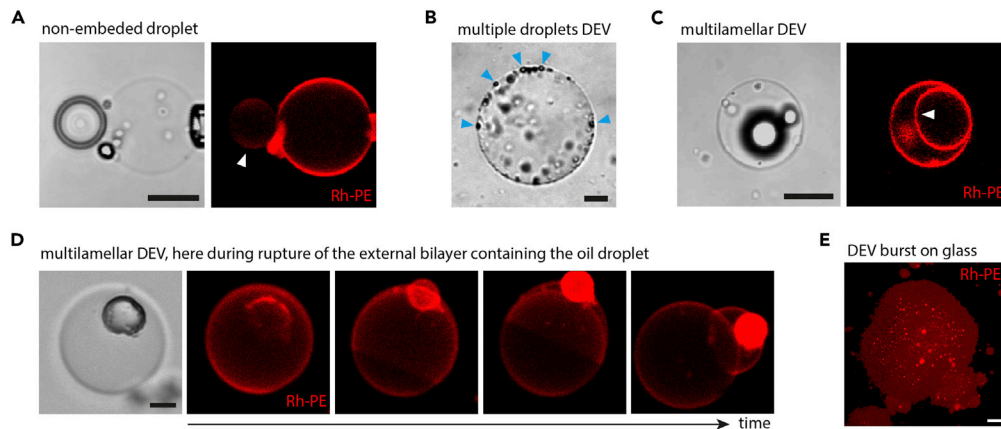 A
non-embeded droplet
Rh-PE
B
multiple droplets DEV
C
multilamellar DEV
Rh-PE
D
multilamellar DEV, here during rupture of the external bilayer containing the oil droplet
Rh-PE
time
E
DEV burst on glass
Rh-PE